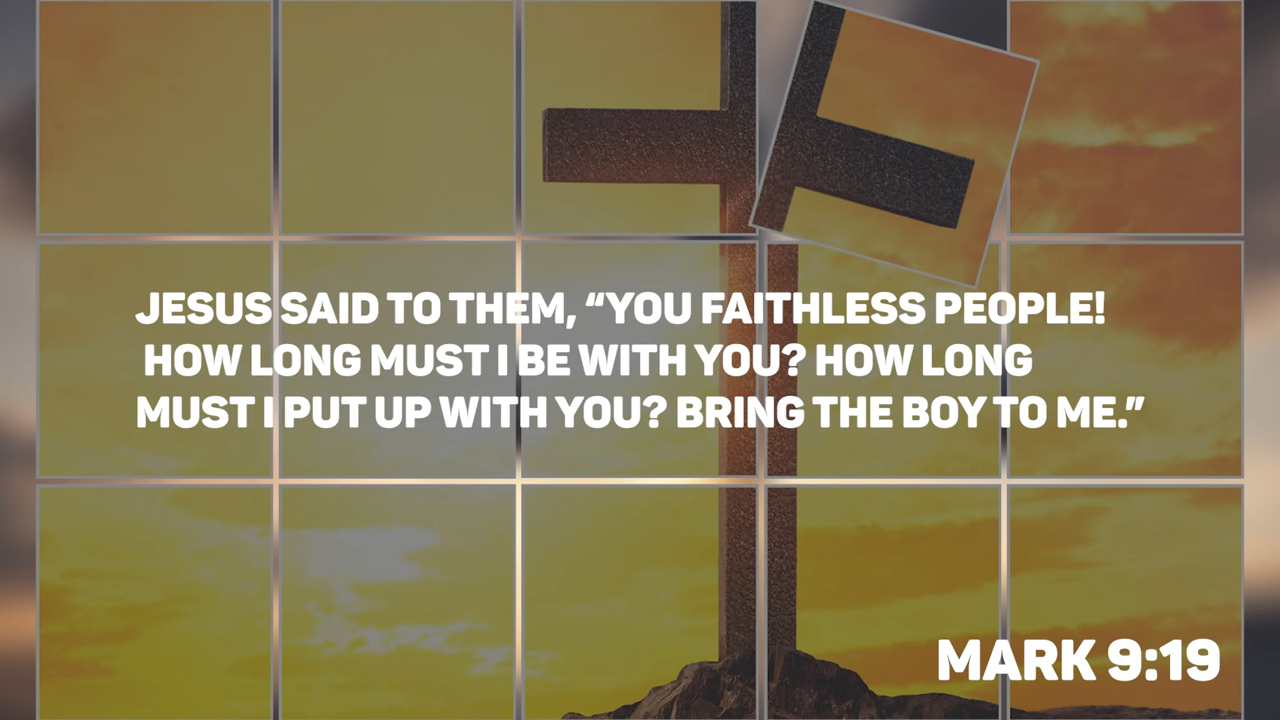 JESUS SAID TO THEM, “YOU FAITHLESS PEOPLE!
HOW LONG MUST I BE WITH YOU? HOW LONG
MUST I PUT UP WITH YOU? BRING THE BOY TO ME.”
MARK 9:19